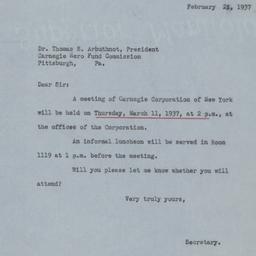 February 25, 1937
Dr. Thomas S. Arbuthnot, President
Carnegie Hero Fund Commission
Pittsburgh, Pa.
Dear Sir:
A meeting of Carnegie Corporation of New York
will be held on Thursday, March 11, 1937, at 2 p.m., at
the offices of the Corporation.
An informal luncheon will be served in Room
1119 at 1 p.m. before the meeting.
Will you please let me know whether you will
attend?
Very truly yours,
Secretary.